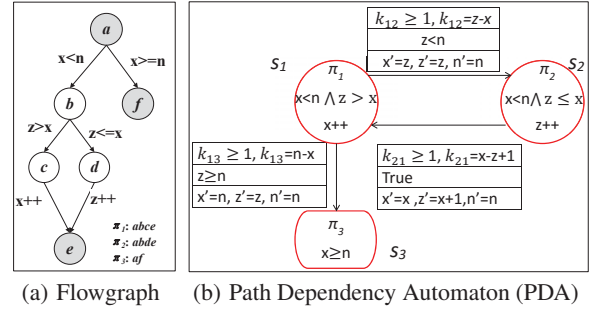 a
x<n
x>=n
b
f
z>x
z<=x
c
d
x++
z++
e
π₁: abce
π₂: abde
π₃: af
(a) Flowgraph
k₁₂ ≥ 1, k₁₂=z-x
z<n
x′=z, z′=z, n′=n
S₁
π₁
x<n ⋀ z > x
x++
S₂
π₂
x<n⋀ z ≤ x
z++
k₁₃ ≥ 1, k₁₃=n-x
z≥n
x′=n, z′=z, n′=n
k₂₁ ≥ 1, k₂₁=x-z+1
True
x′=x ,z′=x+1,n′=n
π₃
x≥n
S₃
(b) Path Dependency Automaton (PDA)